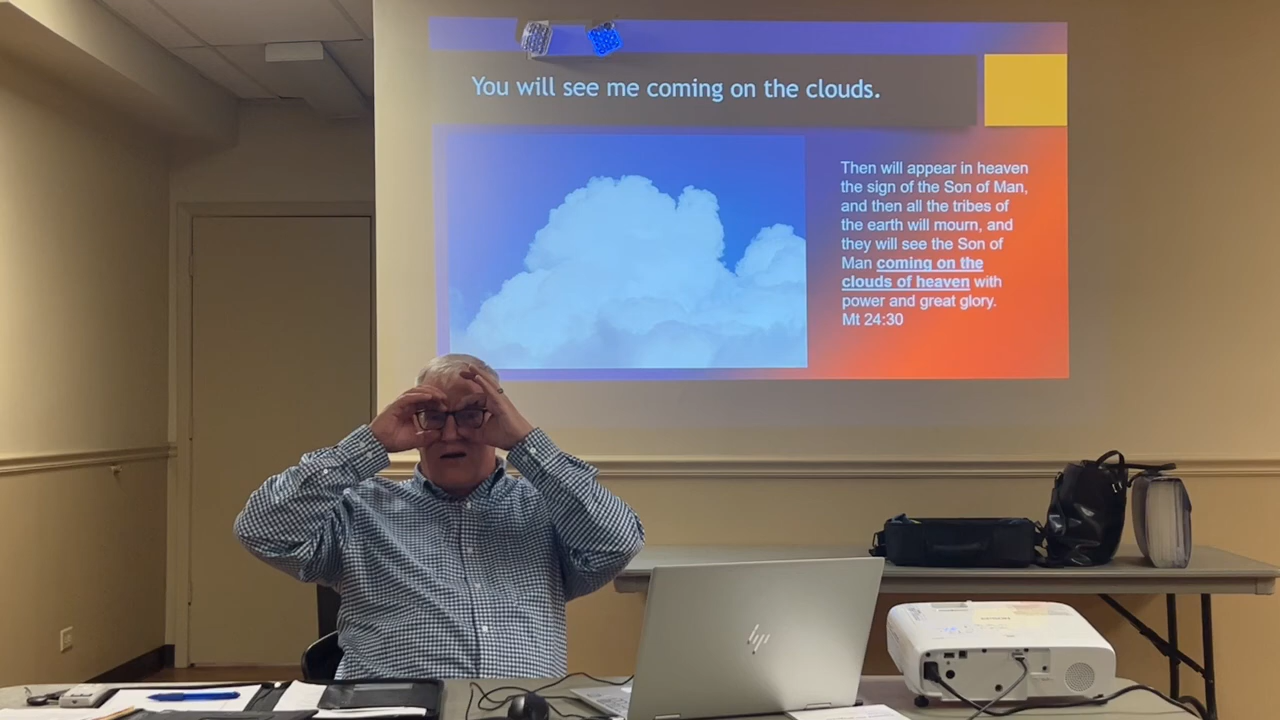 You will see me coming on the clouds.
Then will appear in heaven
the sign of the Son of Man,
and then all the tribes of
the earth will mourn, and
they will see the Son of
Man coming on the
clouds of heaven with
power and great glory.
Mt 24:30
hp